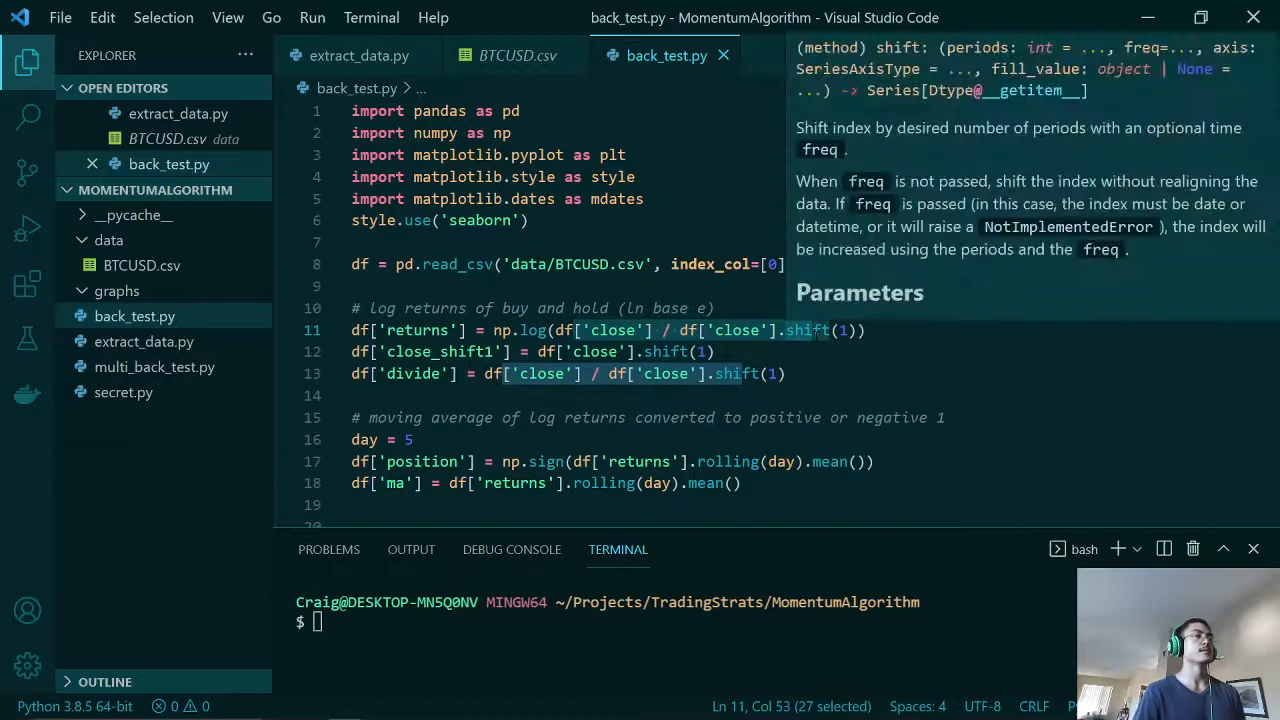 File Edit Selection View Go Run Terminal Help
back_test.py - MomentumAlgorithm - Visual Studio Code
EXPLORER
OPEN EDITORS
extract_data.py
BTCUSD.csv data
back_test.py
MOMENTUMALGORITHM
__pycache__
data
BTCUSD.csv
graphs
back_test.py
extract_data.py
multi_back_test.py
secret.py
OUTLINE
extract_data.py BTCUSD.csv back_test.py
back_test.py > ...
1 import pandas as pd
2 import numpy as np
3 import matplotlib.pyplot as plt
4 import matplotlib.style as style
5 import matplotlib.dates as mdates
6 style.use('seaborn')
7
8 df = pd.read_csv('data/BTCUSD.csv', index_col=[0]
9
10 # log returns of buy and hold (ln base e)
11 df['returns'] = np.log(df['close'] / df['close'].shift(1))
12 df['close_shift1'] = df['close'].shift(1)
13 df['divide'] = df['close'] / df['close'].shift(1)
14
15 # moving average of log returns converted to positive or negative 1
16 day = 5
17 df['position'] = np.sign(df['returns'].rolling(day).mean())
18 df['ma'] = df['returns'].rolling(day).mean()
19
20
(method) shift: (periods: int = ..., freq=..., axis:
SeriesAxisType = ..., fill_value: object | None =
...) -> Series[Dtype@__getitem__]
Shift index by desired number of periods with an optional time
freq .
When freq is not passed, shift the index without realigning the
data. If freq is passed (in this case, the index must be date or
datetime, or it will raise a NotImplementedError ), the index will
be increased using the periods and the freq .
Parameters
PROBLEMS OUTPUT DEBUG CONSOLE TERMINAL
bash
Craig@DESKTOP-MN5Q0NV MINGW64 ~/Projects/TradingStrats/MomentumAlgorithm
$
Python 3.8.5 64-bit 0 0 Ln 11, Col 53 (27 selected) Spaces: 4 UTF-8 CRLF